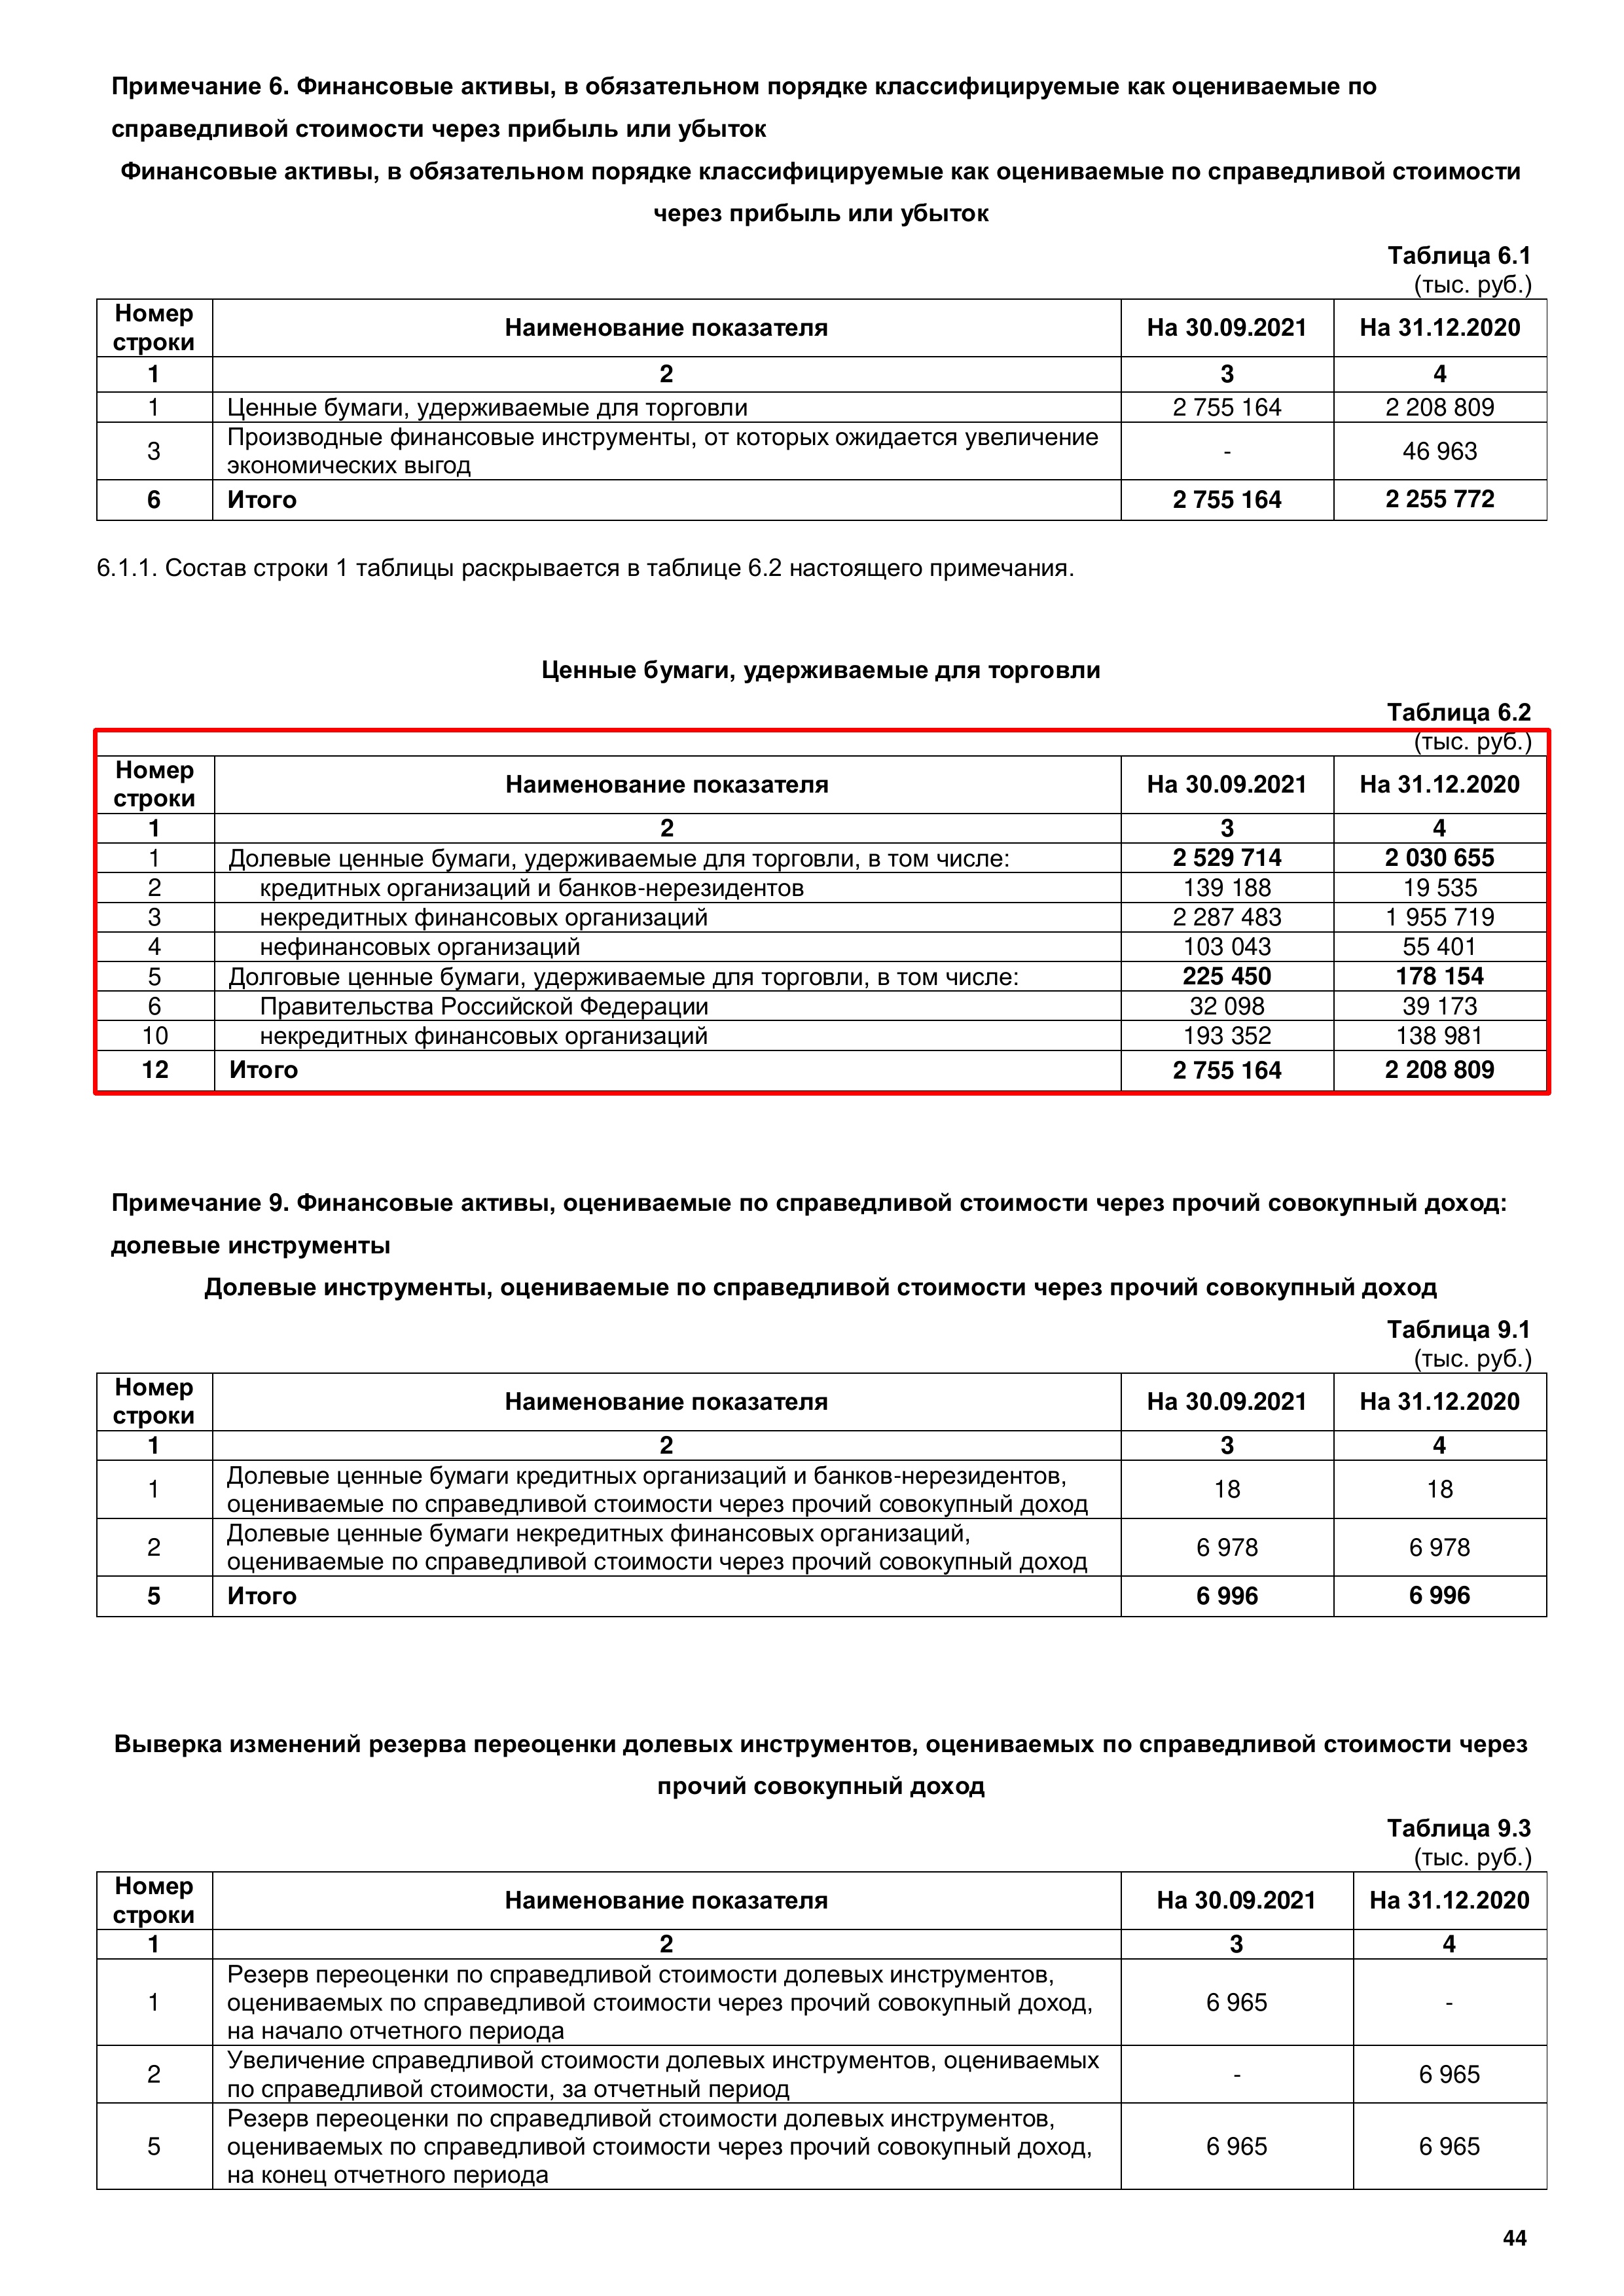 Примечание 6. Финансовые активы, в обязательном порядке классифицируемые как оцениваемые по
справедливой стоимости через прибыль или убыток
Финансовые активы, в обязательном порядке классифицируемые как оцениваемые по справедливой стоимости
через прибыль или убыток
Таблица 6.1
(тыс. руб.)
Номер строки Наименование показателя На 30.09.2021 На 31.12.2020
1 2 3 4
1 Ценные бумаги, удерживаемые для торговли 2 755 164 2 208 809
3 Производные финансовые инструменты, от которых ожидается увеличение
экономических выгод - 46 963
6 Итого 2 755 164 2 255 772
6.1.1. Состав строки 1 таблицы раскрывается в таблице 6.2 настоящего примечания.
Ценные бумаги, удерживаемые для торговли
Таблица 6.2
(тыс. руб.)
Номер строки Наименование показателя На 30.09.2021 На 31.12.2020
1 2 3 4
1 Долевые ценные бумаги, удерживаемые для торговли, в том числе: 2 529 714 2 030 655
2 кредитных организаций и банков-нерезидентов 139 188 19 535
3 некредитных финансовых организаций 2 287 483 1 955 719
4 нефинансовых организаций 103 043 55 401
5 Долговые ценные бумаги, удерживаемые для торговли, в том числе: 225 450 178 154
6 Правительства Российской Федерации 32 098 39 173
10 некредитных финансовых организаций 193 352 138 981
12 Итого 2 755 164 2 208 809
Примечание 9. Финансовые активы, оцениваемые по справедливой стоимости через прочий совокупный доход:
долевые инструменты
Долевые инструменты, оцениваемые по справедливой стоимости через прочий совокупный доход
Таблица 9.1
(тыс. руб.)
Номер строки Наименование показателя На 30.09.2021 На 31.12.2020
1 2 3 4
1 Долевые ценные бумаги кредитных организаций и банков-нерезидентов,
оцениваемые по справедливой стоимости через прочий совокупный доход 18 18
2 Долевые ценные бумаги некредитных финансовых организаций,
оцениваемые по справедливой стоимости через прочий совокупный доход 6 978 6 978
5 Итого 6 996 6 996
Выверка изменений резерва переоценки долевых инструментов, оцениваемых по справедливой стоимости через
прочий совокупный доход
Таблица 9.3
(тыс. руб.)
Номер строки Наименование показателя На 30.09.2021 На 31.12.2020
1 2 3 4
1 Резерв переоценки по справедливой стоимости долевых инструментов,
оцениваемых по справедливой стоимости через прочий совокупный доход,
на начало отчетного периода 6 965 -
2 Увеличение справедливой стоимости долевых инструментов, оцениваемых
по справедливой стоимости, за отчетный период - 6 965
5 Резерв переоценки по справедливой стоимости долевых инструментов,
оцениваемых по справедливой стоимости через прочий совокупный доход,
на конец отчетного периода 6 965 6 965
44